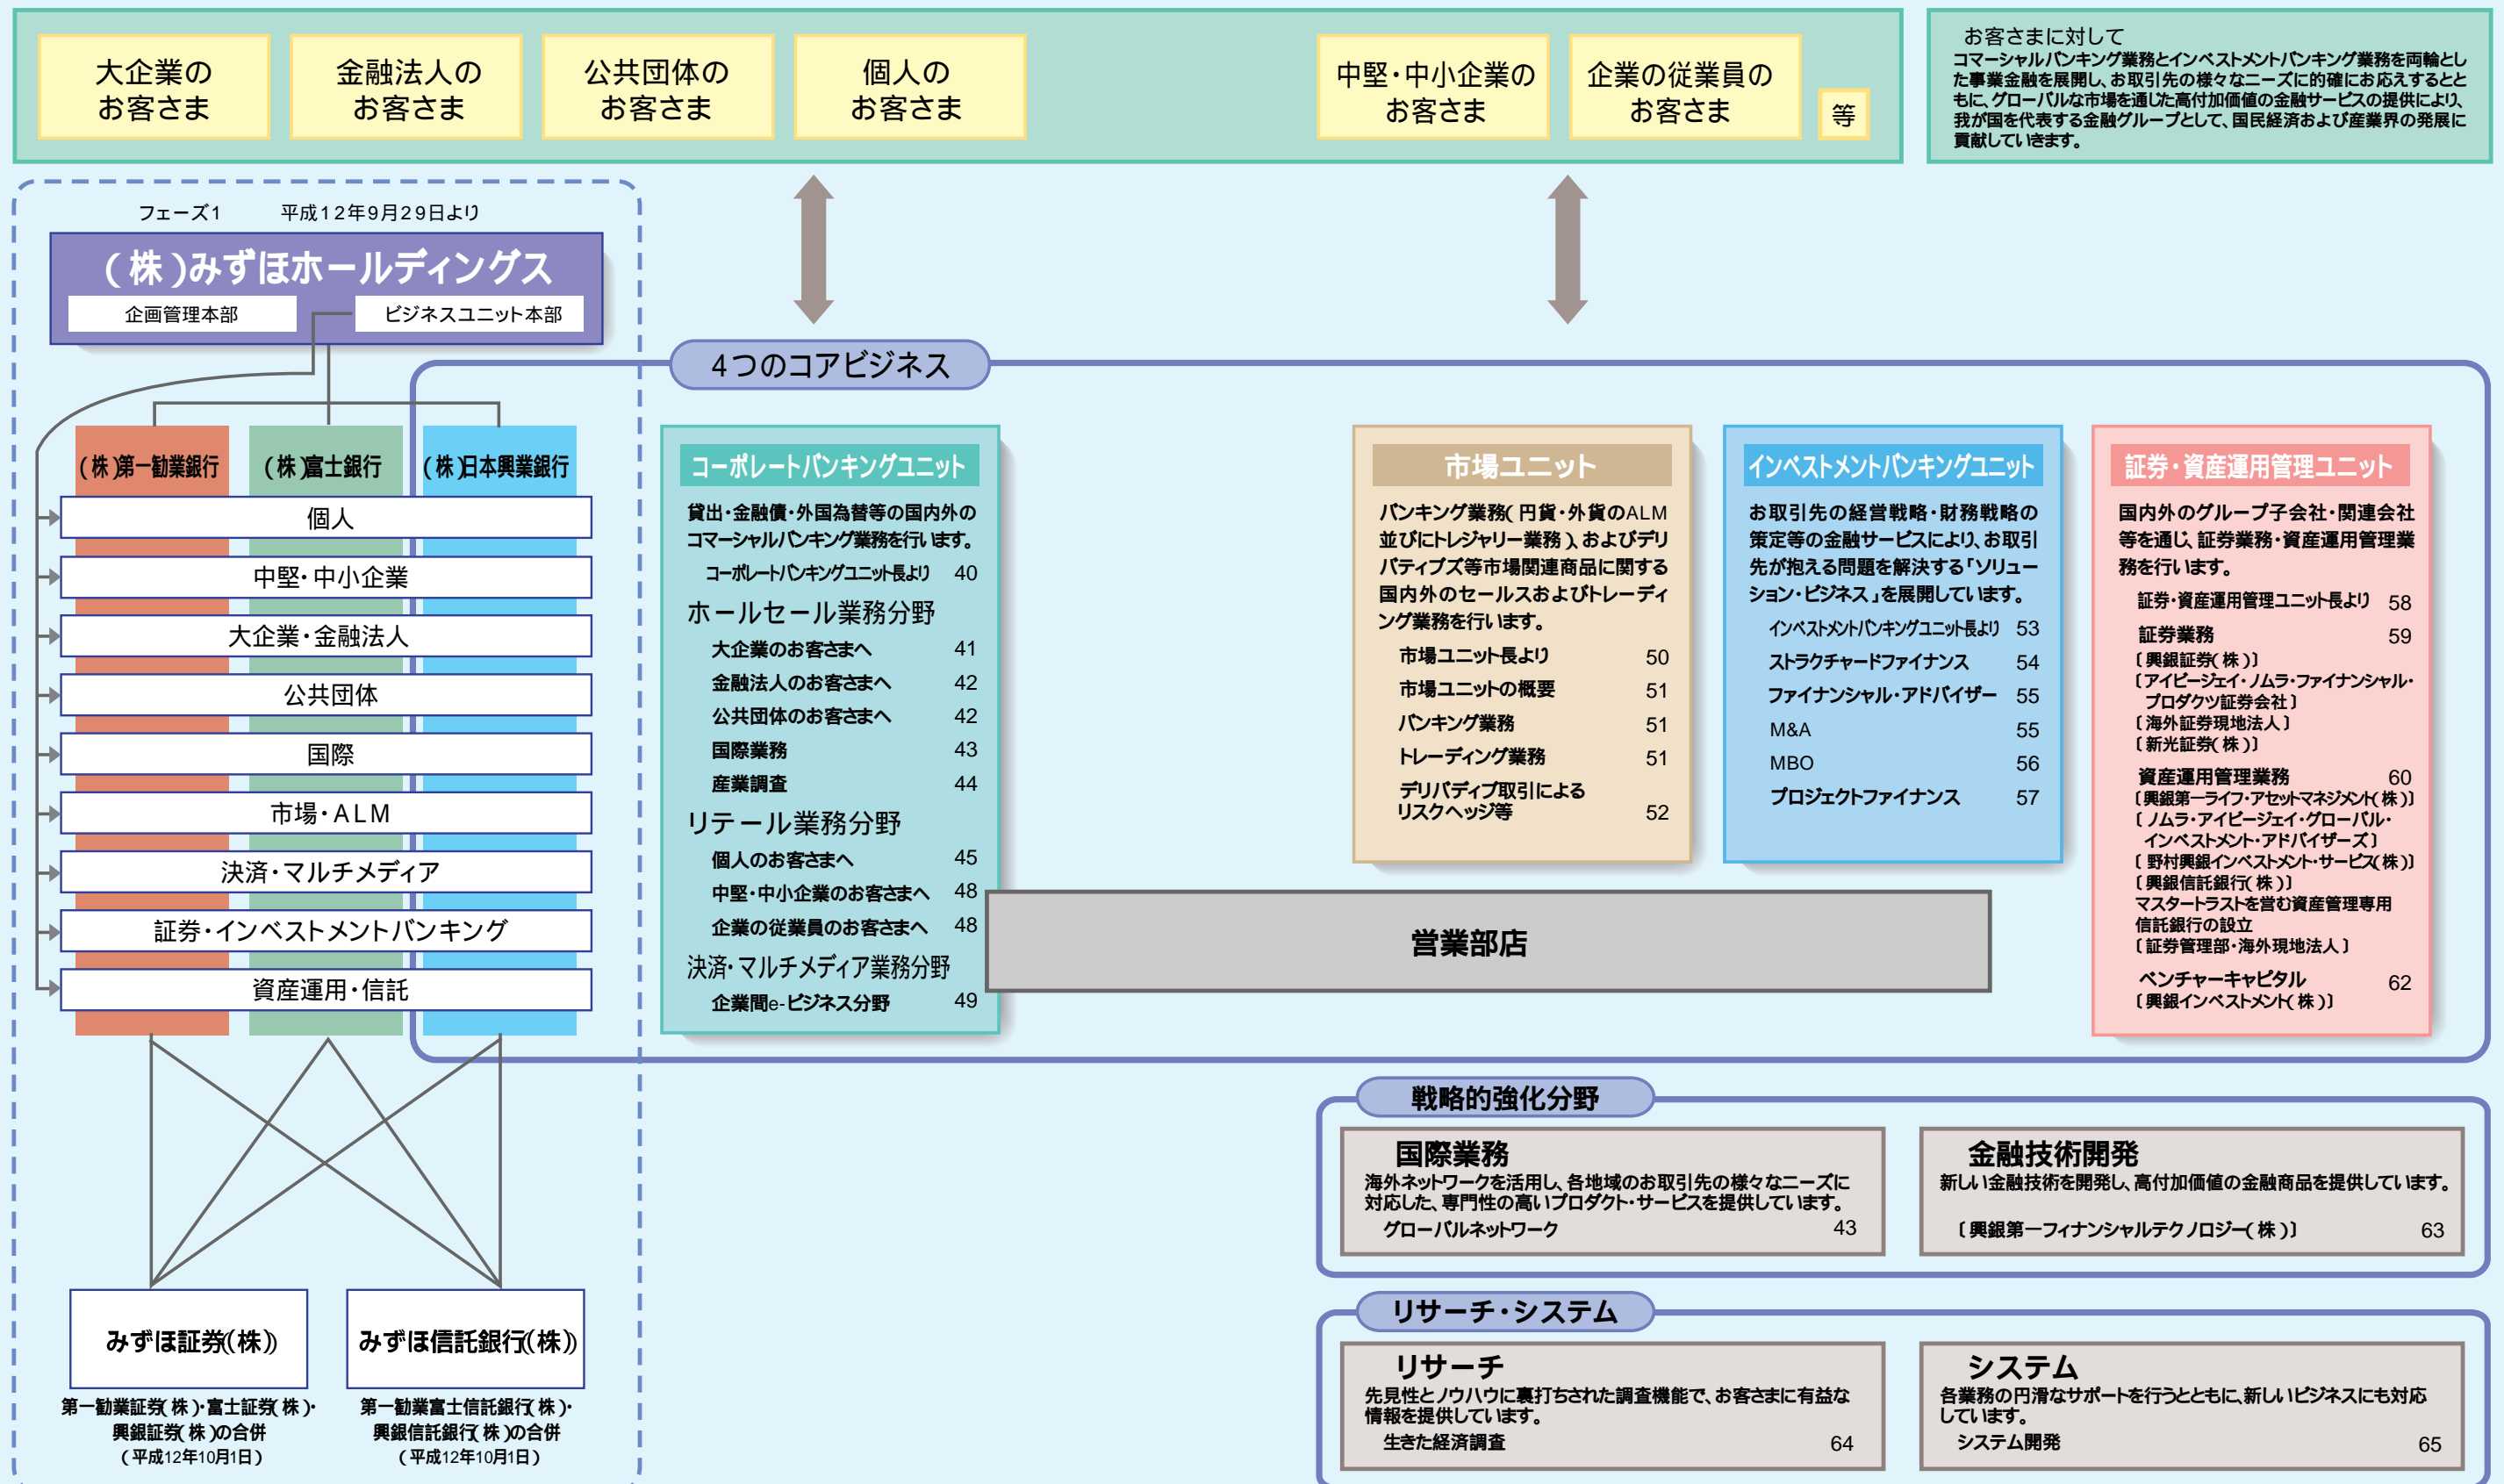 大企業の
お客さま
金融法人の
お客さま
公共団体の
お客さま
個人の
お客さま
中堅・中小企業の
お客さま
企業の従業員の
お客さま
等
お客さまに対して
コマーシャルバンキング業務とインベストメントバンキング業務を両輪とし
た事業金融を展開し、お取引先の様々なニーズに的確にお応えするとと
もに、グローバルな市場を通じた高付加価値の金融サービスの提供により、
我が国を代表する金融グループとして、国民経済および産業界の発展に
貢献していきます。
フェーズ1 平成12年9月29日より
(株)みずほホールディングス
企画管理本部
ビジネスユニット本部
(株)第一勧業銀行
(株)富士銀行
(株)日本興業銀行
個人
中堅・中小企業
大企業・金融法人
公共団体
国際
市場・ALM
決済・マルチメディア
証券・インベストメントバンキング
資産運用・信託
みずほ証券((株))
第一勧業証券(株)・富士証券(株)・
興銀証券(株)の合併
(平成12年10月1日)
みずほ信託銀行((株))
第一勧業富士信託銀行(株)・
興銀信託銀行(株)の合併
(平成12年10月1日)
4つのコアビジネス
コーポレートバンキングユニット
貸出・金融債・外国為替等の国内外の
コマーシャルバンキング業務を行います。
コーポレートバンキングユニット長より 40
ホールセール業務分野
大企業のお客さまへ 41
金融法人のお客さまへ 42
公共団体のお客さまへ 42
国際業務 43
産業調査 44
リテール業務分野
個人のお客さまへ 45
中堅・中小企業のお客さまへ 48
企業の従業員のお客さまへ 48
決済・マルチメディア業務分野
企業間e-ビジネス分野 49
市場ユニット
バンキング業務(円貨・外貨のALM
並びにトレジャリー業務)、およびデリ
バティブズ等市場関連商品に関する
国内外のセールスおよびトレーディ
ング業務を行います。
市場ユニット長より 50
市場ユニットの概要 51
バンキング業務 51
トレーディング業務 51
デリバディブ取引による
リスクヘッジ等 52
インベストメントバンキングユニット
お取引先の経営戦略・財務戦略の
策定等の金融サービスにより、お取引
先が抱える問題を解決する「ソリュー
ション・ビジネス」を展開しています。
インベストメントバンキングユニット長より 53
ストラクチャードファイナンス 54
ファイナンシャル・アドバイザー 55
M&A 55
MBO 56
プロジェクトファイナンス 57
証券・資産運用管理ユニット
国内外のグループ子会社・関連会社
等を通じ、証券業務・資産運用管理業
務を行います。
証券・資産運用管理ユニット長より 58
証券業務 59
〔興銀証券(株)〕
〔アイビージェイ・ノムラ・ファイナンシャル・
プロダクツ証券会社〕
〔海外証券現地法人〕
〔新光証券(株)〕
資産運用管理業務 60
〔興銀第一ライフ・アセットマネジメント(株)〕
〔ノムラ・アイビージェイ・グローバル・
インベストメント・アドバイザーズ〕
〔野村興銀インベストメント・サービス(株)〕
〔興銀信託銀行(株)〕
マスタートラストを営む資産管理専用
信託銀行の設立
〔証券管理部・海外現地法人〕
ベンチャーキャピタル 62
〔興銀インベストメント(株)〕
営業部店
戦略的強化分野
国際業務
海外ネットワークを活用し、各地域のお取引先の様々なニーズに
対応した、専門性の高いプロダクト・サービスを提供しています。
グローバルネットワーク 43
金融技術開発
新しい金融技術を開発し、高付加価値の金融商品を提供しています。
〔興銀第一フィナンシャルテクノロジー(株)〕 63
リサーチ・システム
リサーチ
先見性とノウハウに裏打ちされた調査機能で、お客さまに有益な
情報を提供しています。
生きた経済調査 64
システム
各業務の円滑なサポートを行うとともに、新しいビジネスにも対応
しています。
システム開発 65